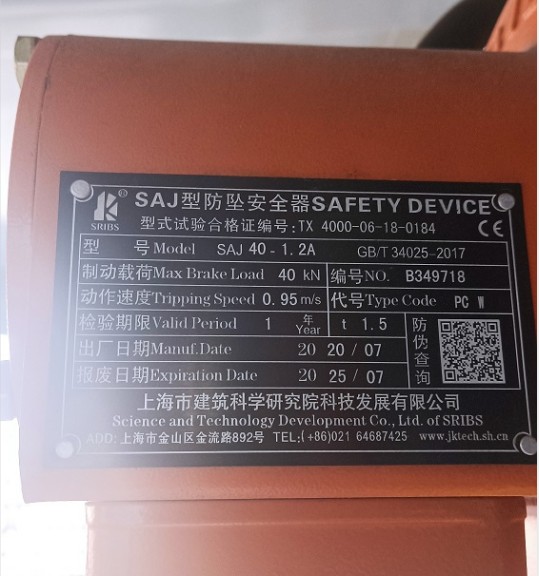 SRIBS
®
SAJ型防坠安全器SAFETY DEVICE
型式试验合格证编号:TX 4000-06-18-0184 CE
型 号Model SAJ 40-1.2A GB/T 34025-2017
制动载荷Max Brake Load 40 kN 编号NO. B349718
动作速度Tripping Speed 0.95 m/s 代号Type Code PC W
检验期限Valid Period 1 年 Year t 1.5
出厂日期Manuf.Date 20 20 / 07
报废日期Expiration Date 20 25 / 07
防伪查询
上海市建筑科学研究院科技发展有限公司
Science and Technology Development Co., Ltd. of SRIBS
ADD: 上海市金山区金流路892号 TEL:(+86)021 64687425 www.jktech.sh.cn